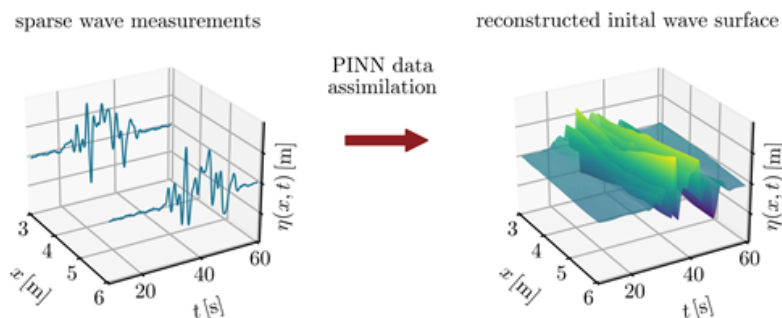 sparse wave measurements
reconstructed inital wave surface
PINN data
assimilation
η(x, t) [m]
3
4
5
6
x [m]
20
40
60
t [s]
η(x, t) [m]
3
4
5
6
x [m]
20
40
60
t [s]